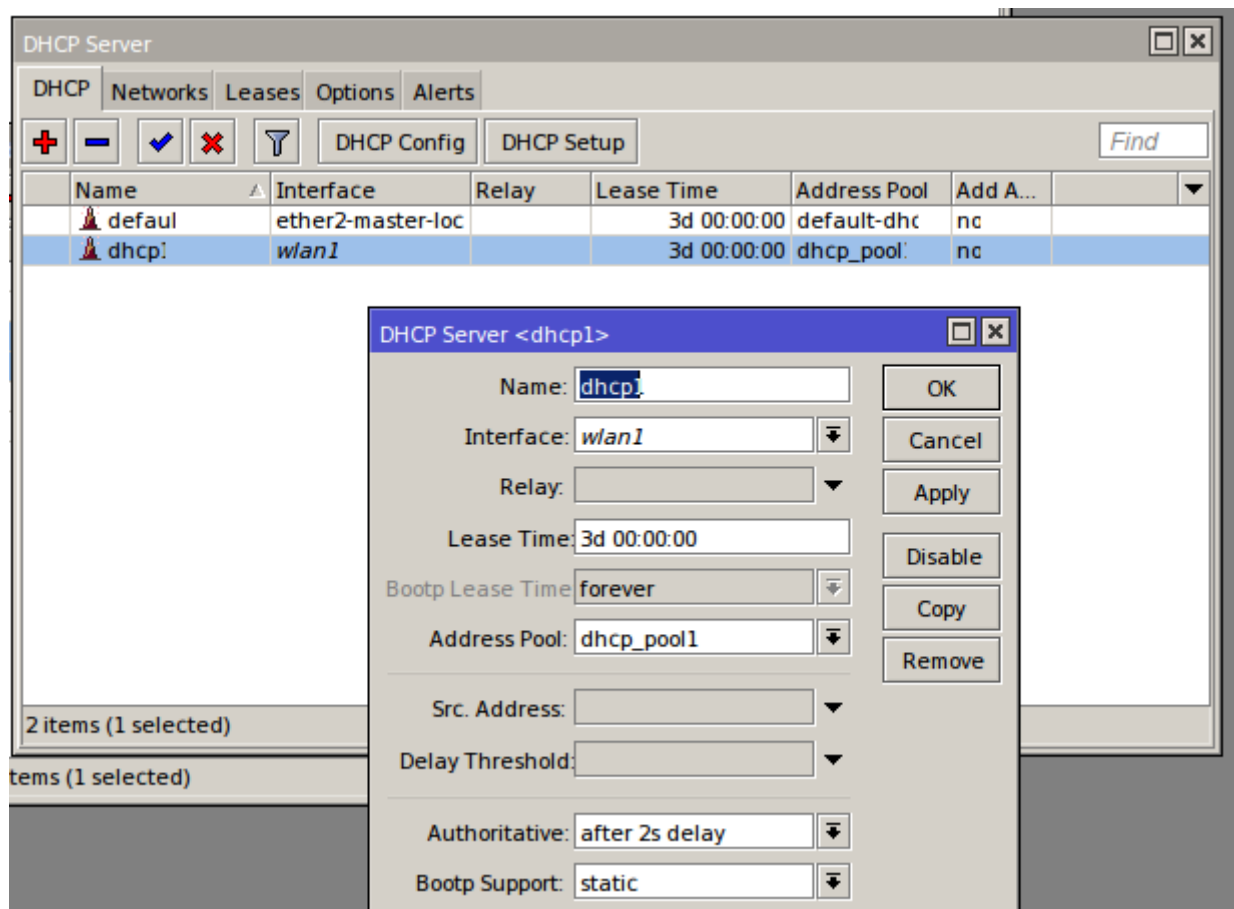 DHCP Server
DHCP Networks Leases Options Alerts
DHCP Config DHCP Setup Find
Name Interface Relay Lease Time Address Pool Add A...
defaul ether2-master-loc 3d 00:00:00 default-dhc no
dhcp1 wlan1 3d 00:00:00 dhcp_pool1 no
DHCP Server <dhcp1>
Name: dhcp1 OK
Interface: wlan1 Cancel
Relay: Apply
Lease Time: 3d 00:00:00 Disable
Bootp Lease Time forever Copy
Address Pool: dhcp_pool1 Remove
Src. Address:
2 items (1 selected)
Delay Threshold:
tems (1 selected)
Authoritative: after 2s delay
Bootp Support: static